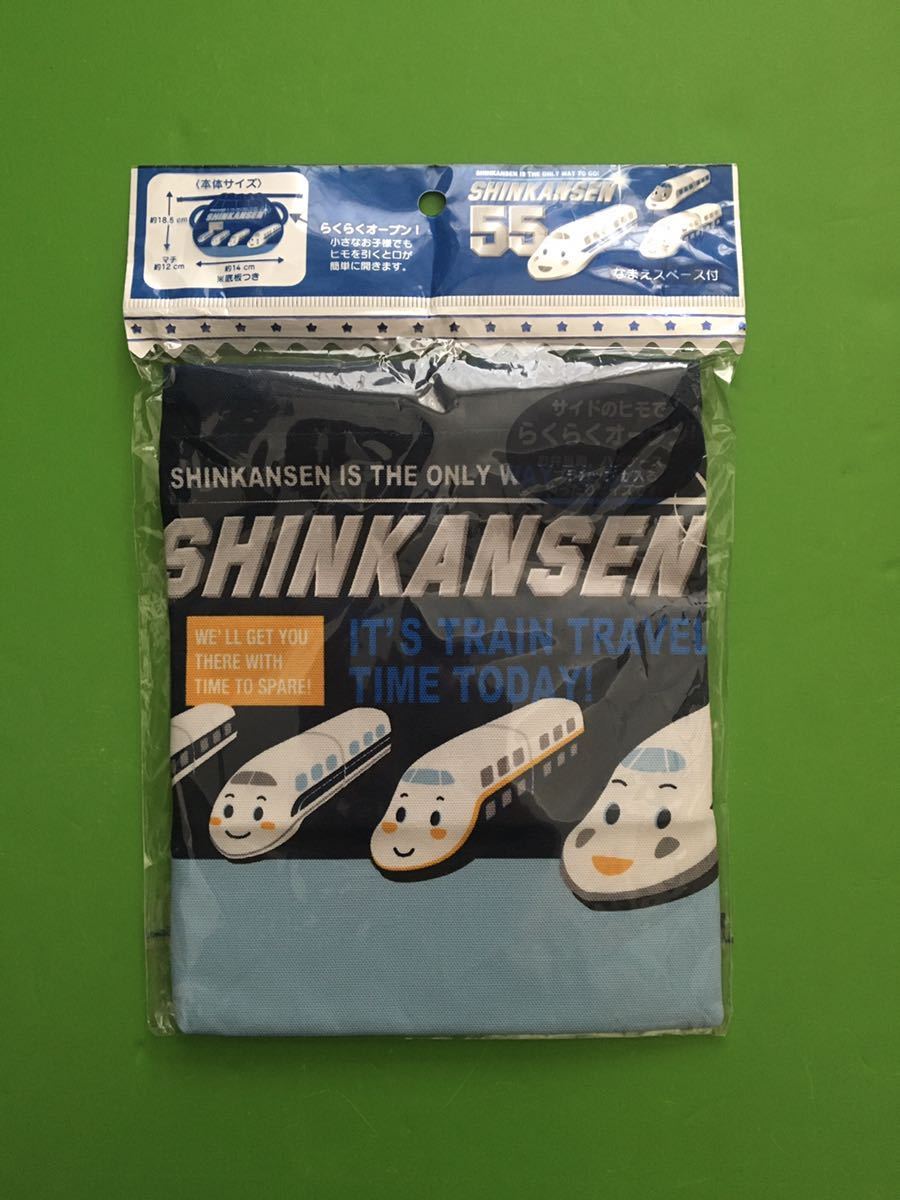 〈本体サイズ〉
約18.5cm
SHINKANSEN
マチ
約12cm
約14cm
※底板つき
らくらくオープン!
小さなお子様でも
ヒモを引くと口が
簡単に開きます。
SHINKANSEN IS THE ONLY WAY TO GO!
SHINKANSEN
55
なまえスペース付
サイドのヒモで
らくらくオープン
SHINKANSEN IS THE ONLY WAY
SHINKANSEN
WE'LL GET YOU
THERE WITH
TIME TO SPARE!
IT'S TRAIN TRAVEL
TIME TODAY!